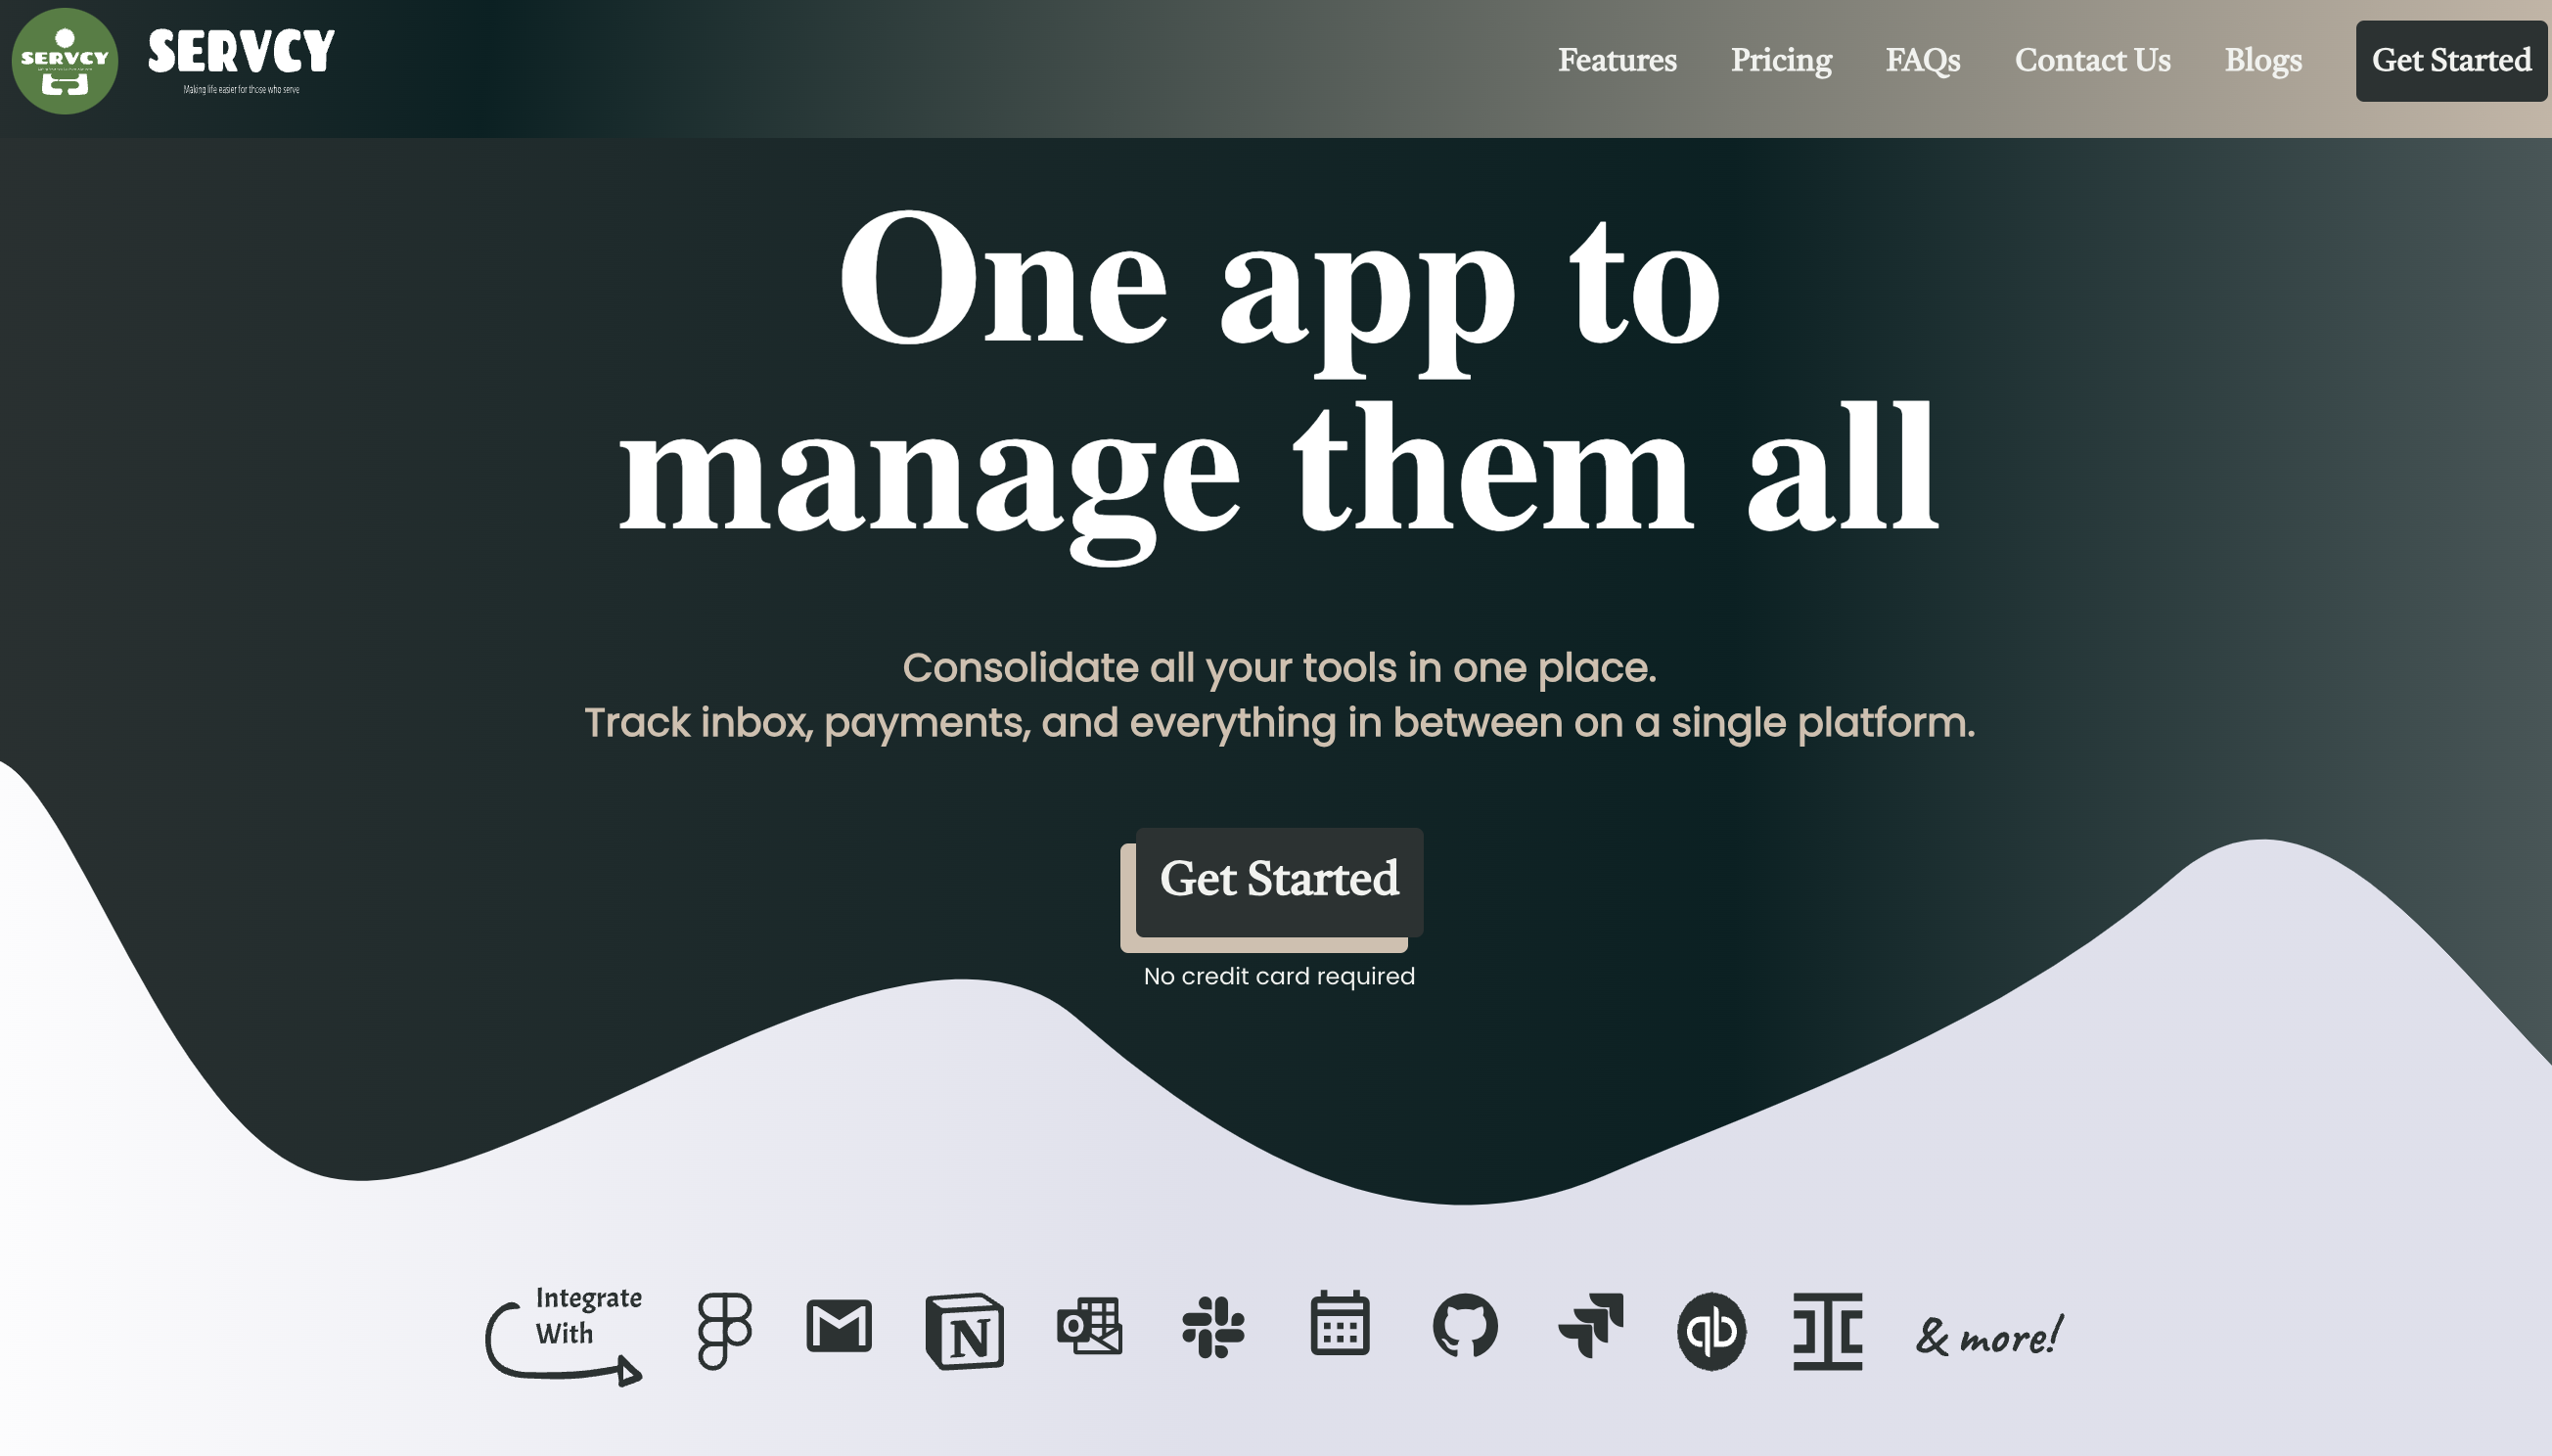 SERVCY
SERVCY
Making life easier for those who serve
Features
Pricing
FAQs
Contact Us
Blogs
Get Started
One app to
manage them all
Consolidate all your tools in one place.
Track inbox, payments, and everything in between on a single platform.
Get Started
No credit card required
Integrate
With
N
O
qb
& more!